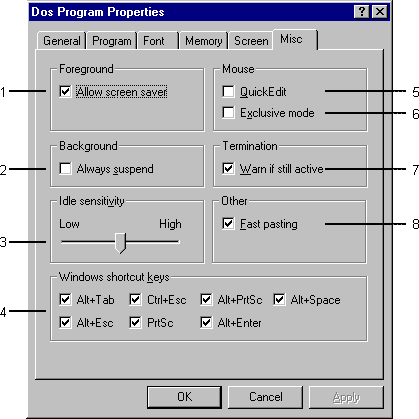 Dos Program Properties
General Program Font Memory Screen Misc
Foreground Mouse
1 Allow screen saver QuickEdit 5
Exclusive mode 6
Background Termination
2 Always suspend Warn if still active 7
Idle sensitivity Other
Low High Fast pasting 8
3
Windows shortcut keys
Alt+Tab Ctrl+Esc Alt+PrtSc Alt+Space
4
Alt+Esc PrtSc Alt+Enter
OK Cancel Apply